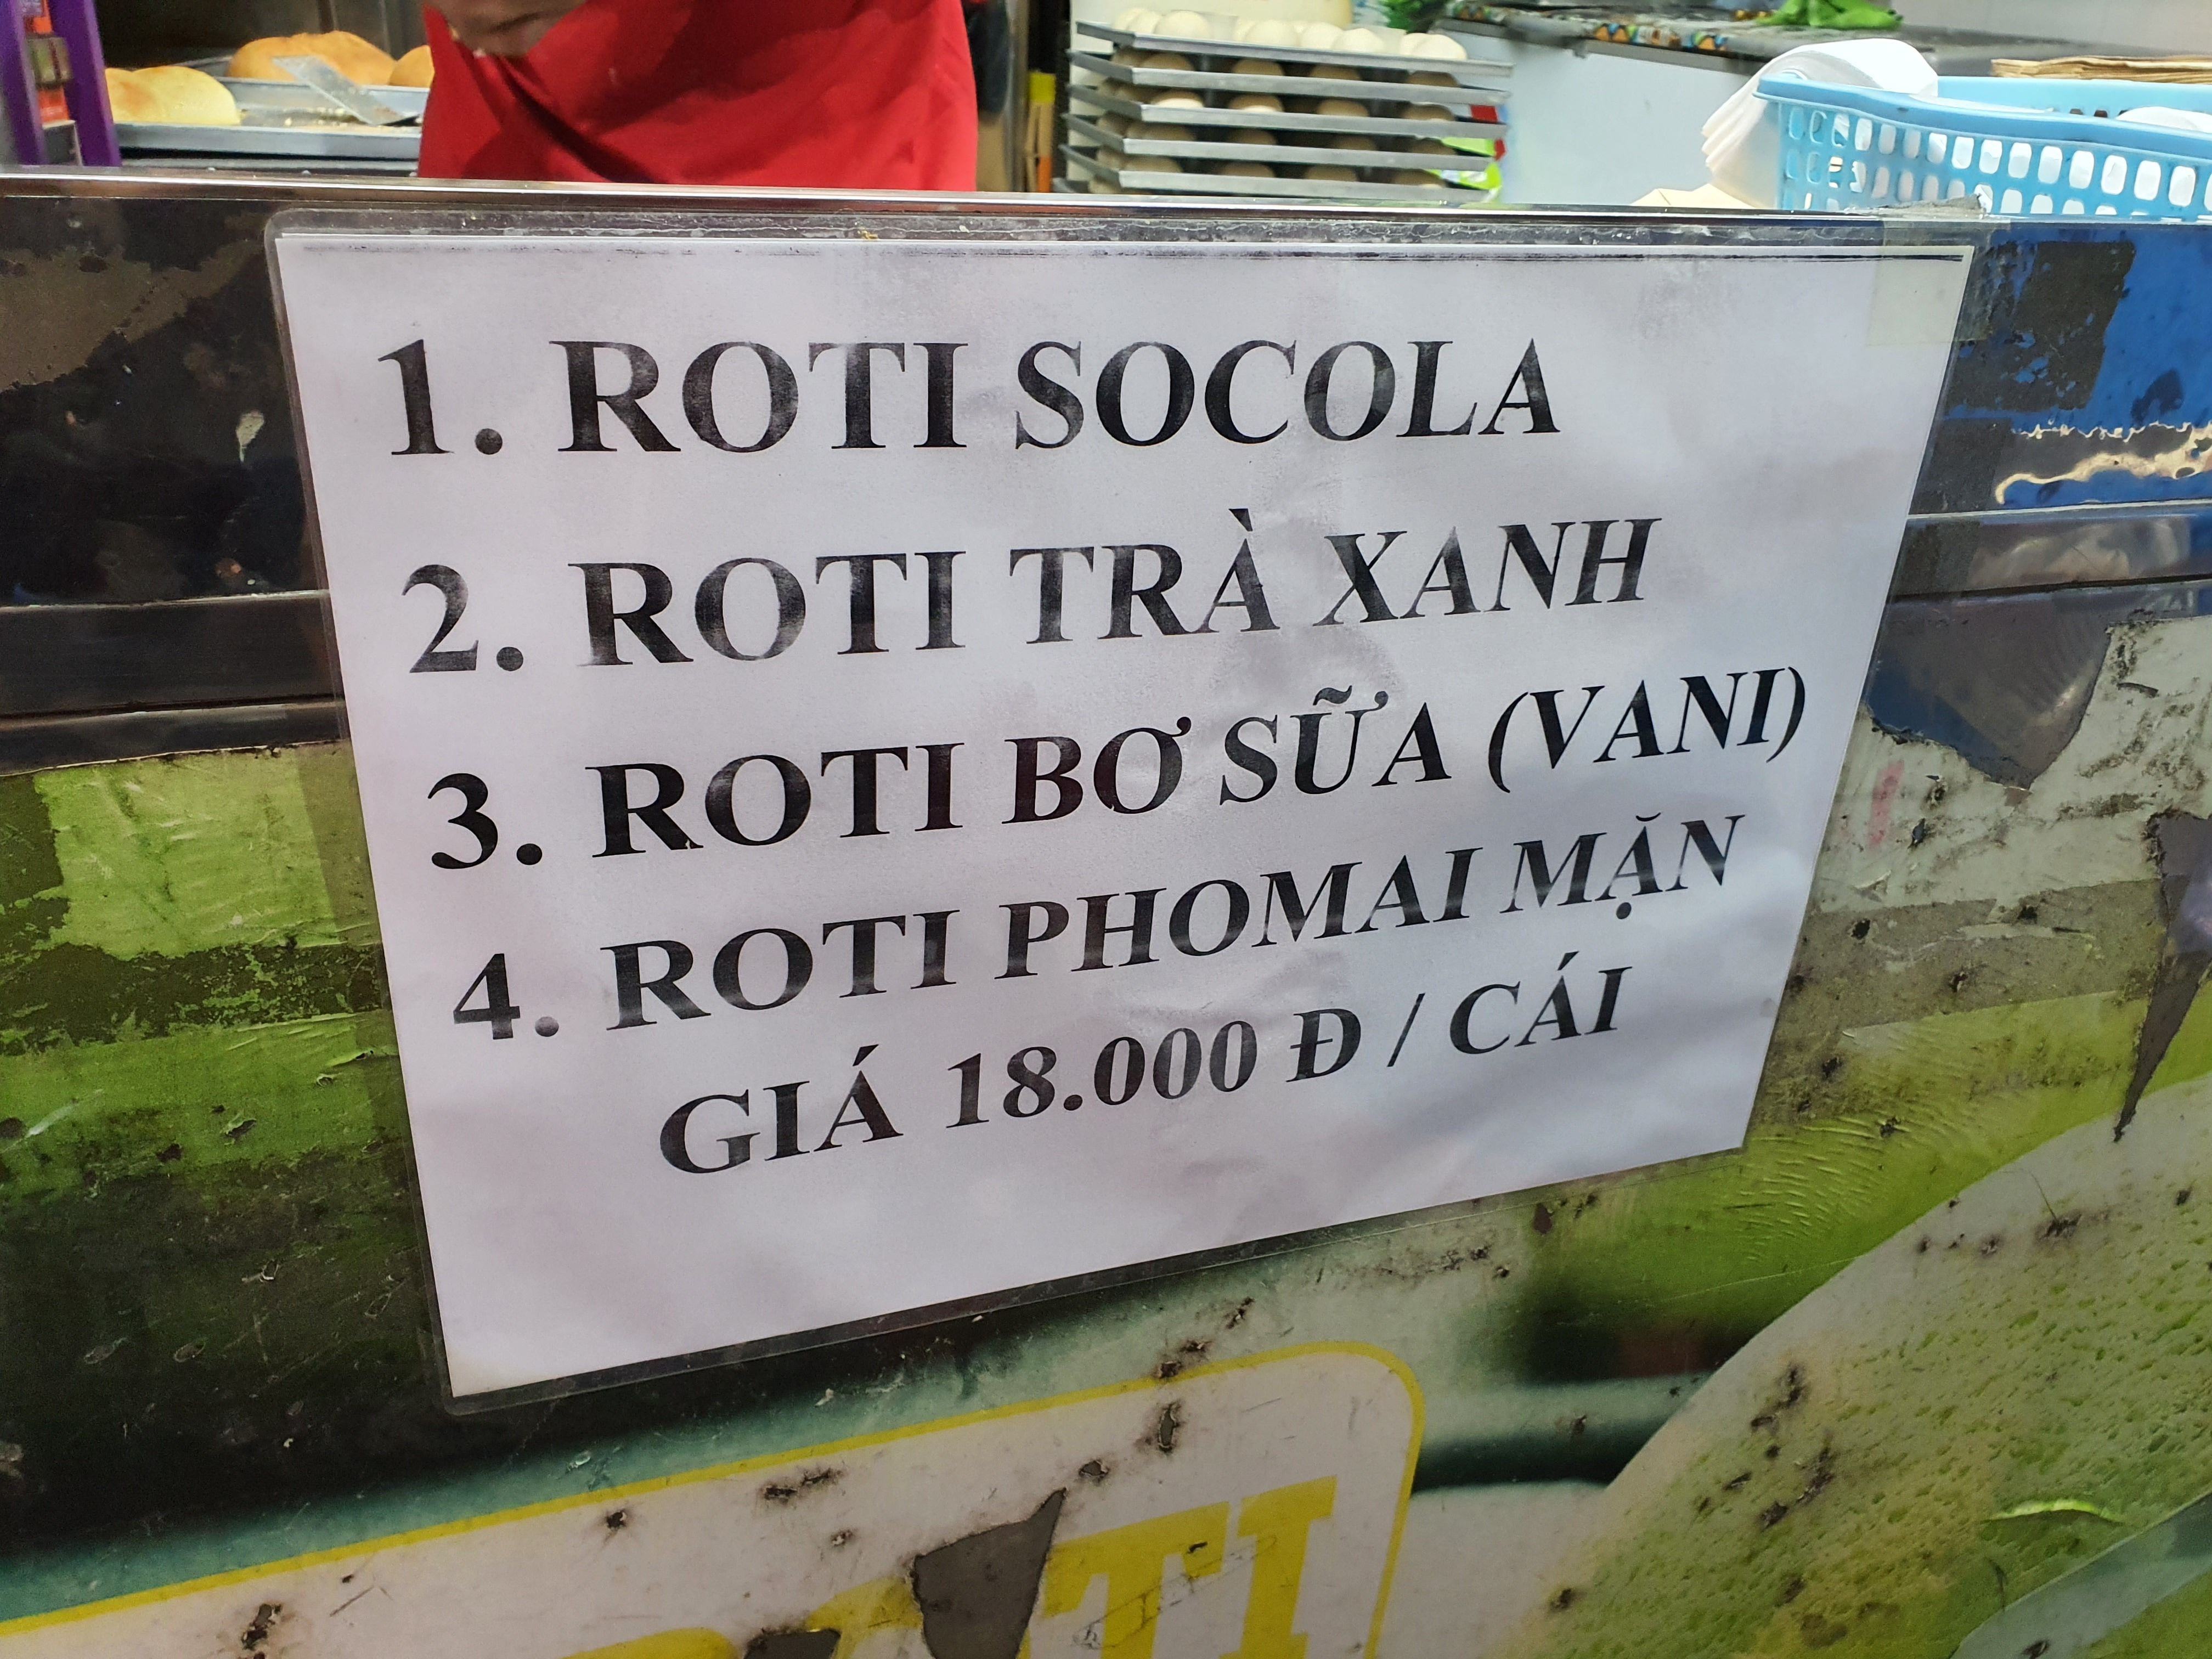 1. ROTI SOCOLA
2. ROTI TRÀ XANH
3. ROTI BƠ SỮA (VANI)
4. ROTI PHOMAI MẶN
GIÁ 18.000 Đ / CÁI